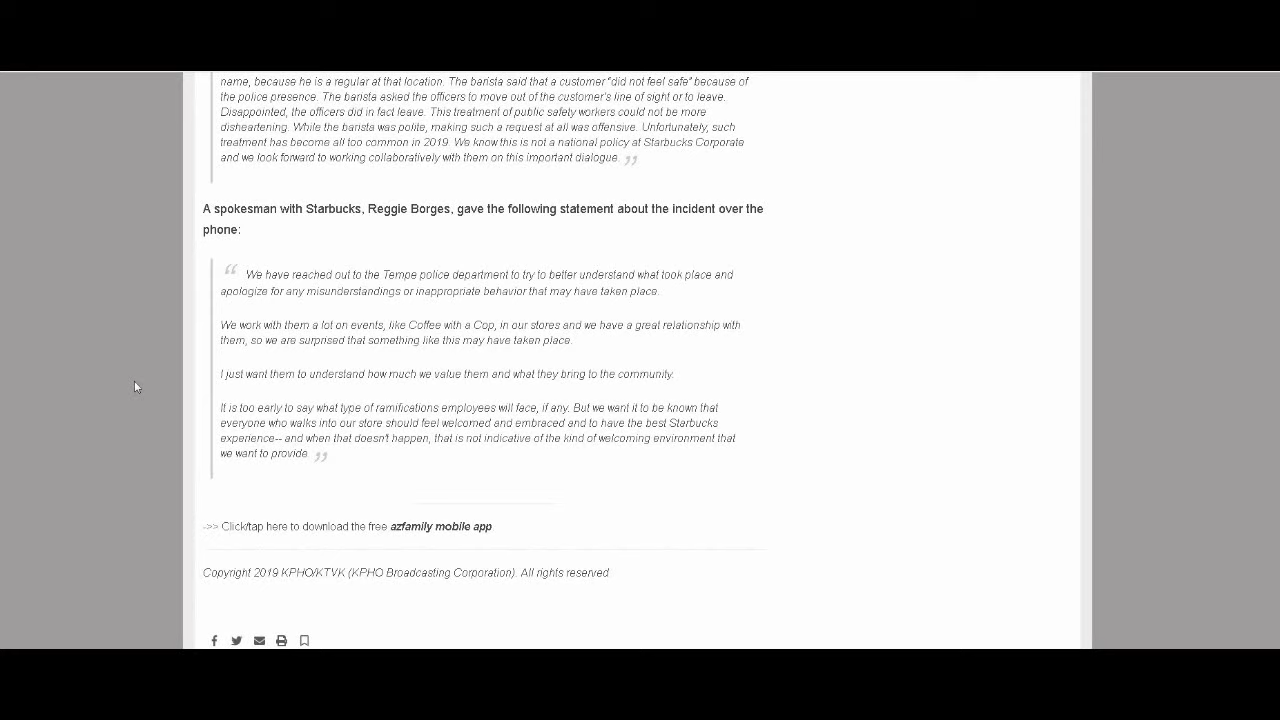 name, because he is a regular at that location. The barista said that a customer “did not feel safe” because of
the police presence. The barista asked the officers to move out of the customer's line of sight or to leave.
Disappointed, the officers did in fact leave. This treatment of public safety workers could not be more
disheartening. While the barista was polite, making such a request at all was offensive. Unfortunately, such
treatment has become all too common in 2019. We know this is not a national policy at Starbucks Corporate
and we look forward to working collaboratively with them on this important dialogue. ”
A spokesman with Starbucks, Reggie Borges, gave the following statement about the incident over the
phone:
“ We have reached out to the Tempe police department to try to better understand what took place and
apologize for any misunderstandings or inappropriate behavior that may have taken place.
We work with them a lot on events, like Coffee with a Cop, in our stores and we have a great relationship with
them, so we are surprised that something like this may have taken place.
I just want them to understand how much we value them and what they bring to the community.
It is too early to say what type of ramifications employees will face, if any. But we want it to be known that
everyone who walks into our store should feel welcomed and embraced and to have the best Starbucks
experience-- and when that doesn't happen, that is not indicative of the kind of welcoming environment that
we want to provide. ”
->> Click/tap here to download the free azfamily mobile app
Copyright 2019 KPHO/KTVK (KPHO Broadcasting Corporation). All rights reserved.